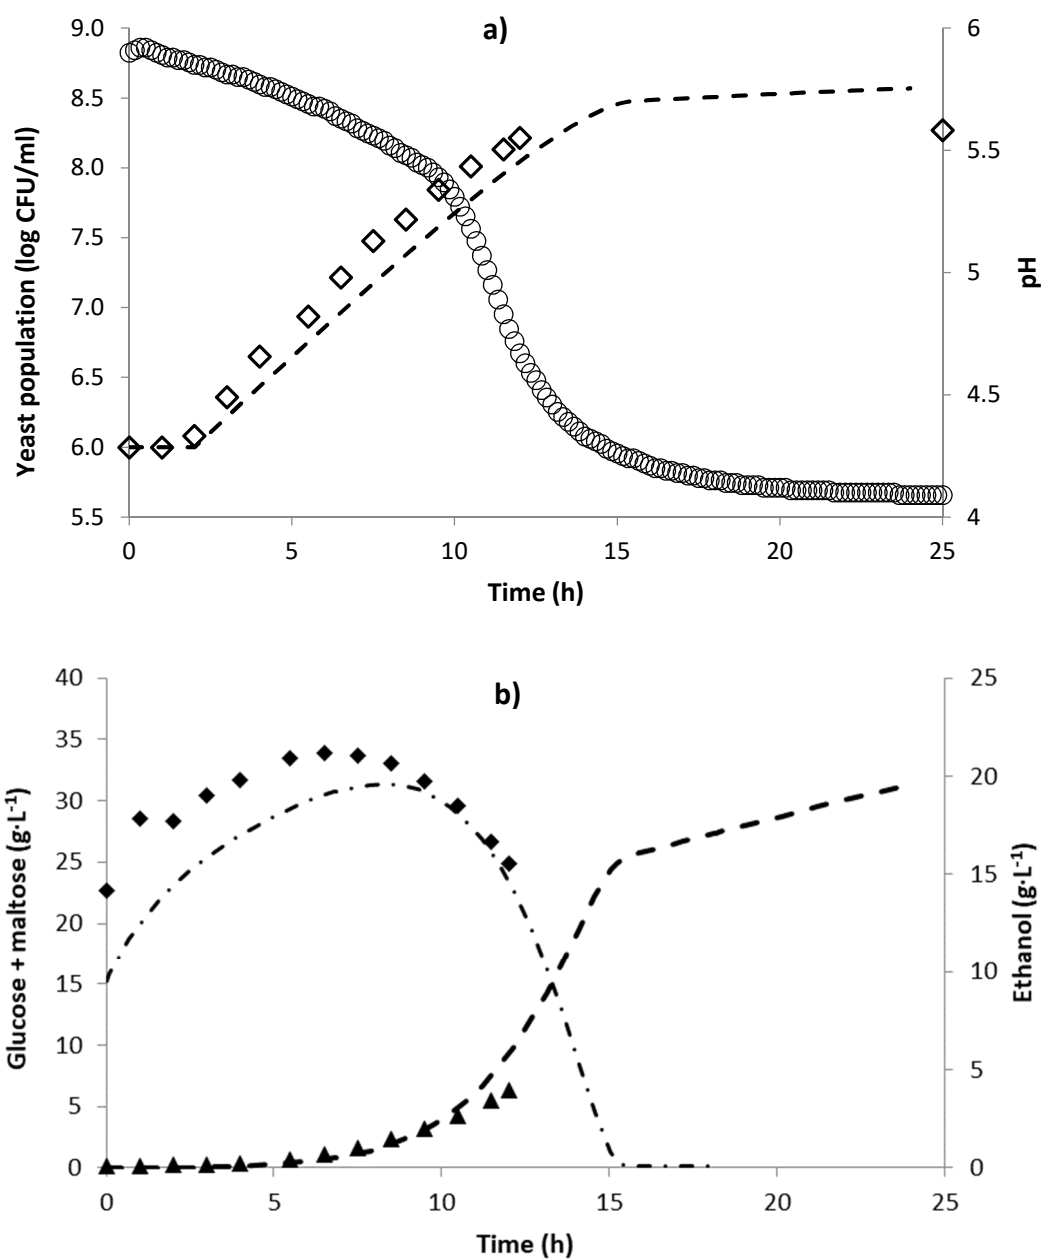 a)
9.0
8.5
8.0
7.5
7.0
6.5
6.0
5.5
Yeast population (log CFU/ml)
6
5.5
5
4.5
4
pH
0 5 10 15 20 25
Time (h)
b)
40
35
30
25
20
15
10
5
0
Glucose + maltose (g·L-1)
25
20
15
10
5
0
Ethanol (g·L-1)
0 5 10 15 20 25
Time (h)